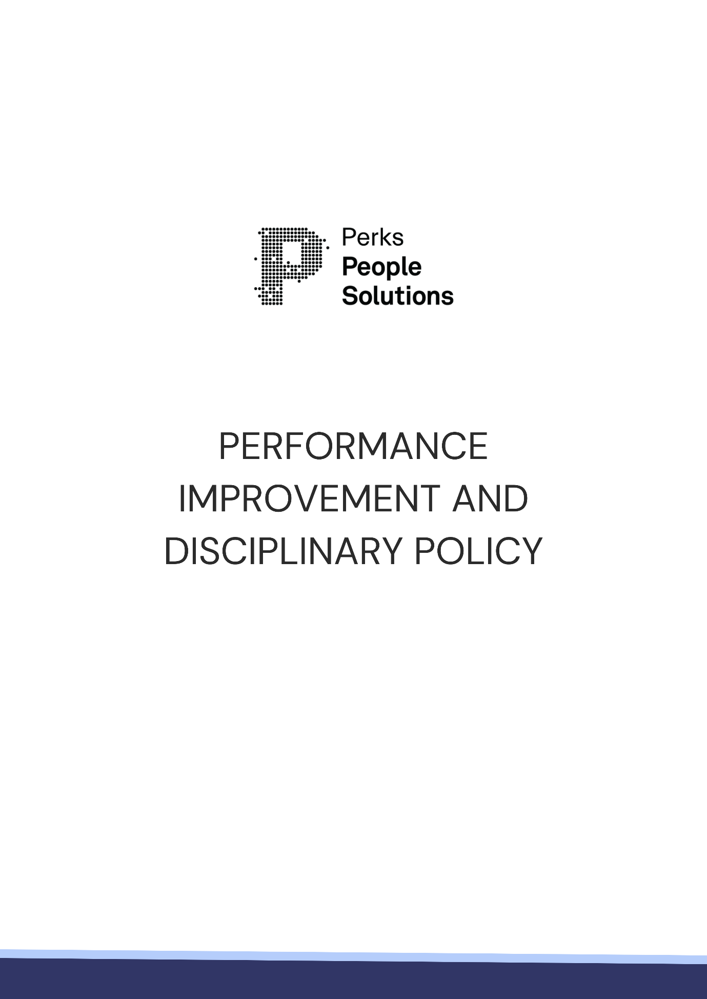 Perks
People
Solutions
PERFORMANCE
IMPROVEMENT AND
DISCIPLINARY POLICY